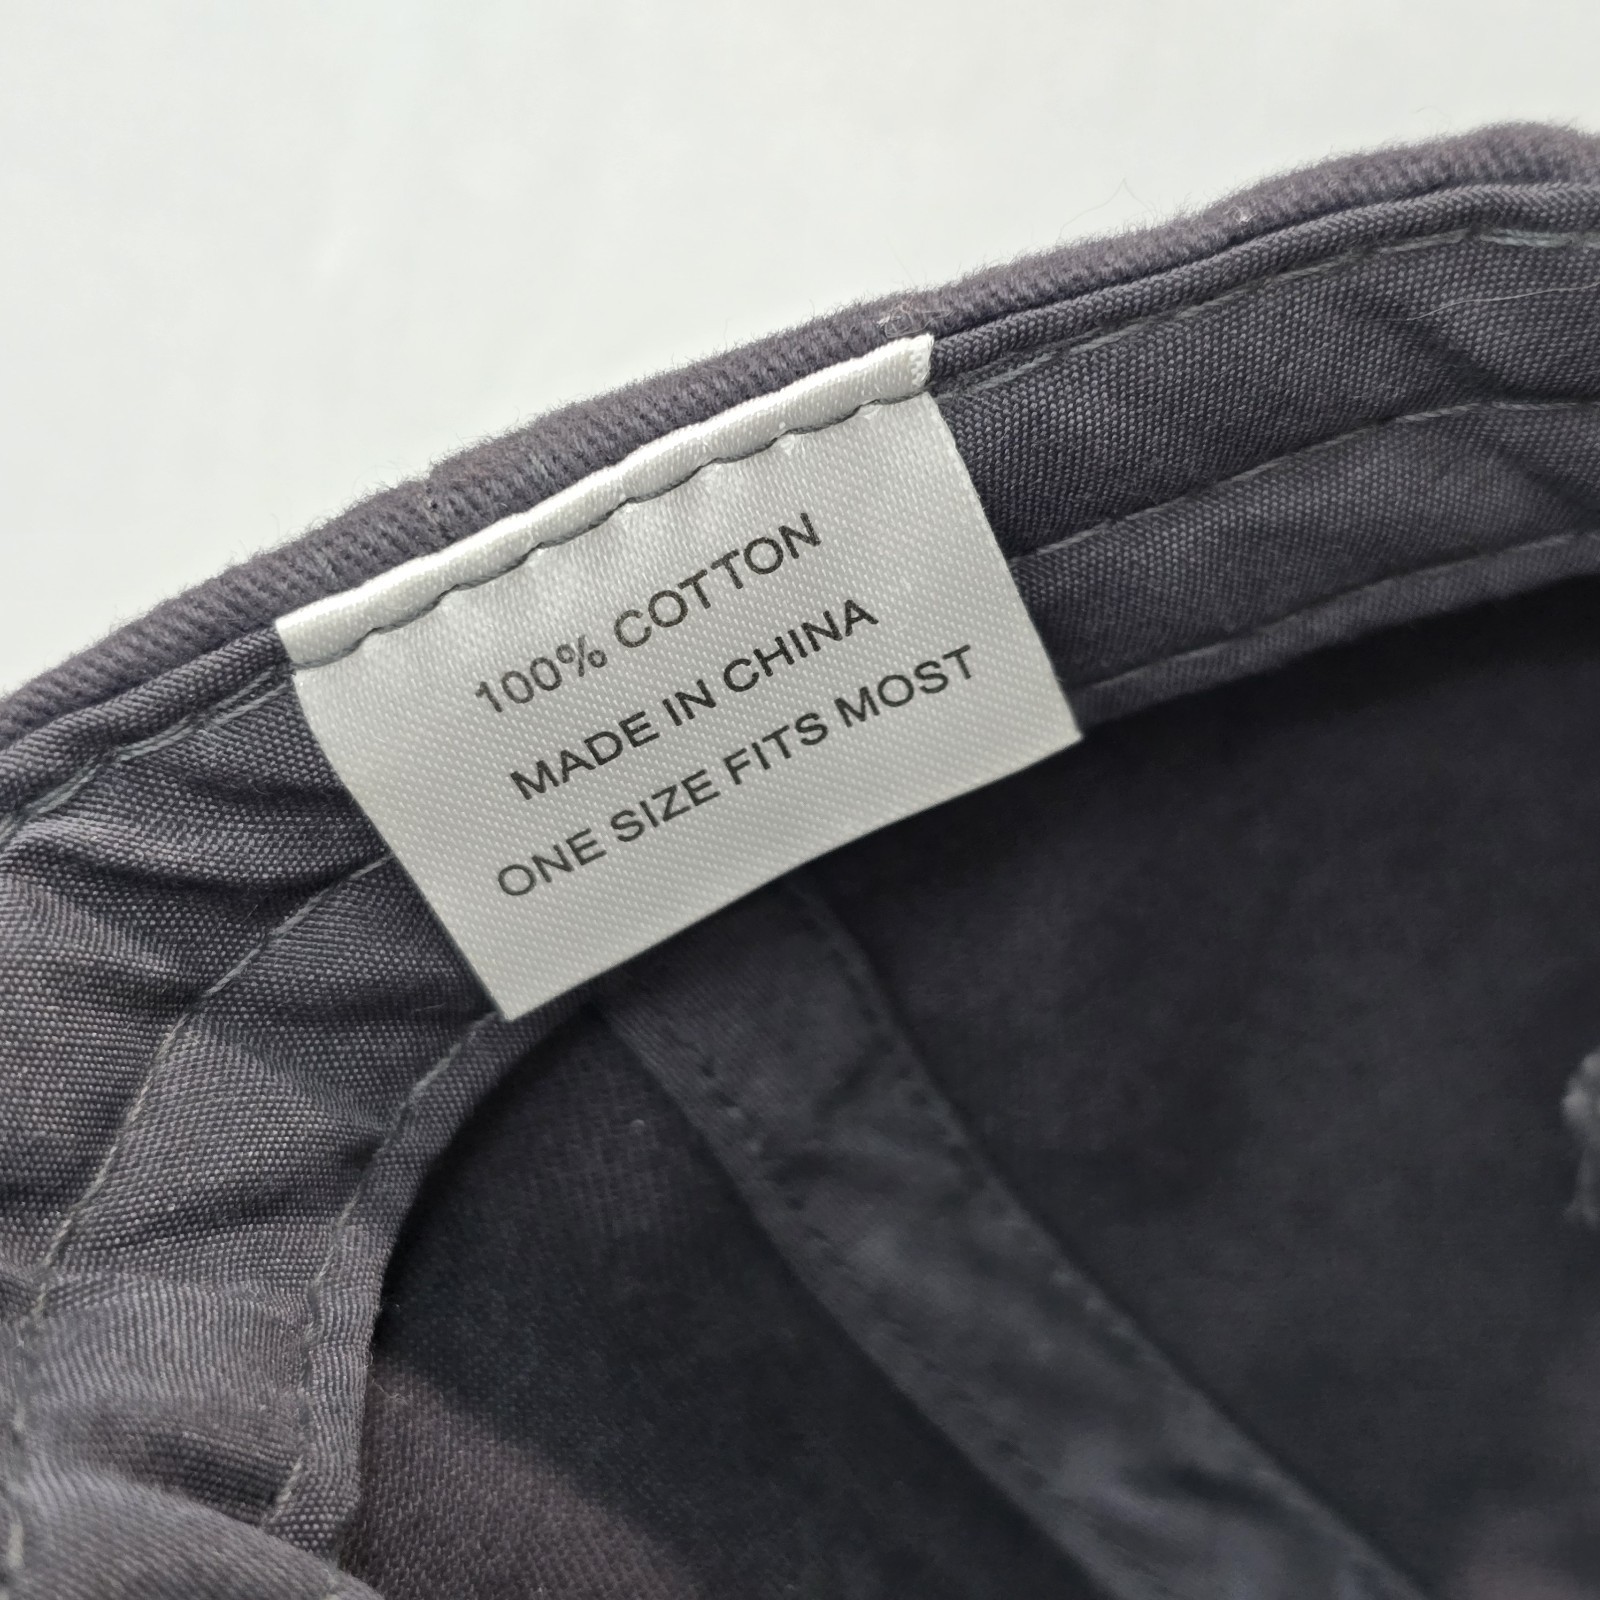 100% COTTON
MADE IN CHINA
ONE SIZE FITS MOST